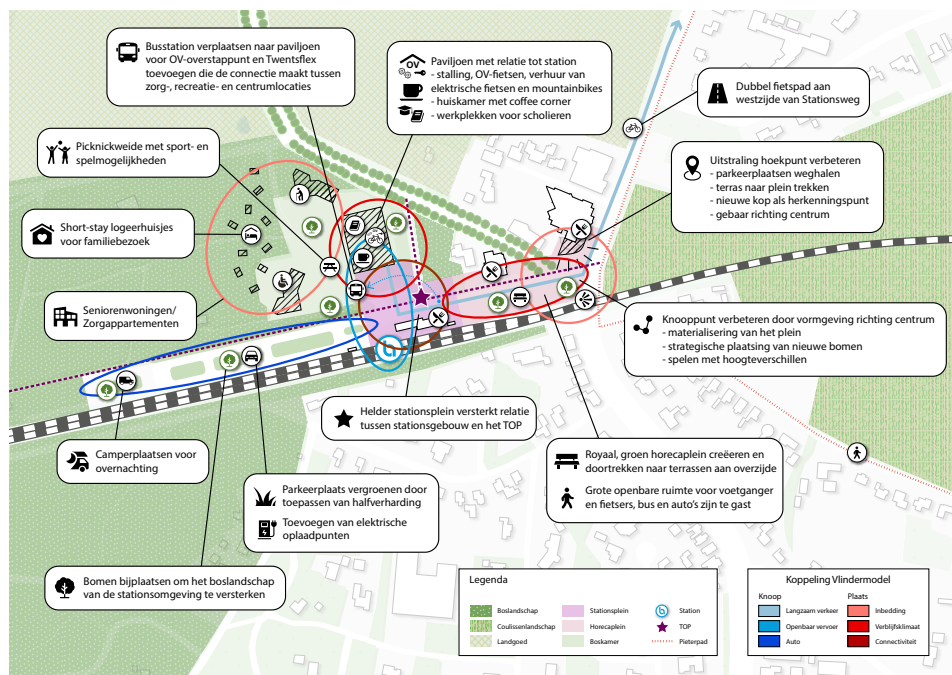 Busstation verplaatsen naar paviljoen
voor OV-overstappunt en Twentsflex
toevoegen die de connectie maakt tussen
zorg-, recreatie- en centrumlocaties
OV
Paviljoen met relatie tot station
- stalling, OV-fietsen, verhuur van
elektrische fietsen en mountainbikes
- huiskamer met coffee corner
- werkplekken voor scholieren
Dubbel fietspad aan
westzijde van Stationsweg
Picknickweide met sport- en
spelmogelijkheden
Uitstraling hoekpunt verbeteren
- parkeerplaatsen weghalen
- terras naar plein trekken
- nieuwe kop als herkenningspunt
- gebaar richting centrum
Short-stay logeerhuisjes
voor familiebezoek
Seniorenwoningen/
Zorgappartementen
Knooppunt verbeteren door vormgeving richting centrum
- materialisering van het plein
- strategische plaatsing van nieuwe bomen
- spelen met hoogteverschillen
TOP
Helder stationsplein versterkt relatie
tussen stationsgebouw en het TOP
Camperplaatsen voor
overnachting
Royaal, groen horecaplein creëeren en
doortrekken naar terrassen aan overzijde
Grote openbare ruimte voor voetganger
en fietsers, bus en auto's zijn te gast
Parkeerplaats vergroenen door
toepassen van halfverharding
Toevoegen van elektrische
oplaadpunten
Bomen bijplaatsen om het boslandschap
van de stationsomgeving te versterken
Legenda
Boslandschap
Coulissenlandschap
Landgoed
Stationsplein
Horecaplein
Boskamer
Station
TOP
Pieterpad
Koppeling Vlindermodel
Knoop
Plaats
Langzaam verkeer
Inbedding
Openbaar vervoer
Verblijfsklimaat
Auto
Connectiviteit